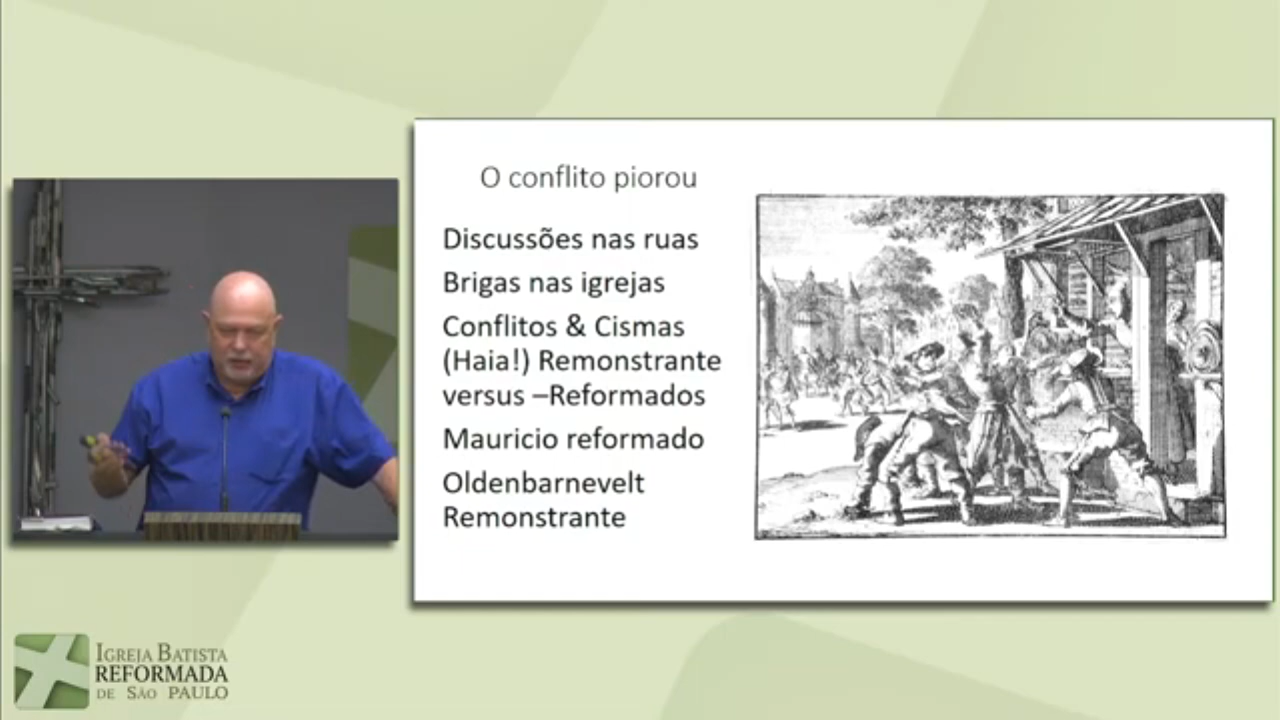 O conflito piorou
Discussões nas ruas
Brigas nas igrejas
Conflitos & Cismas
(Haia!) Remonstrante
versus –Reformados
Mauricio reformado
Oldenbarnevelt
Remonstrante
IGREJA BATISTA
REFORMADA
DE SÃO PAULO